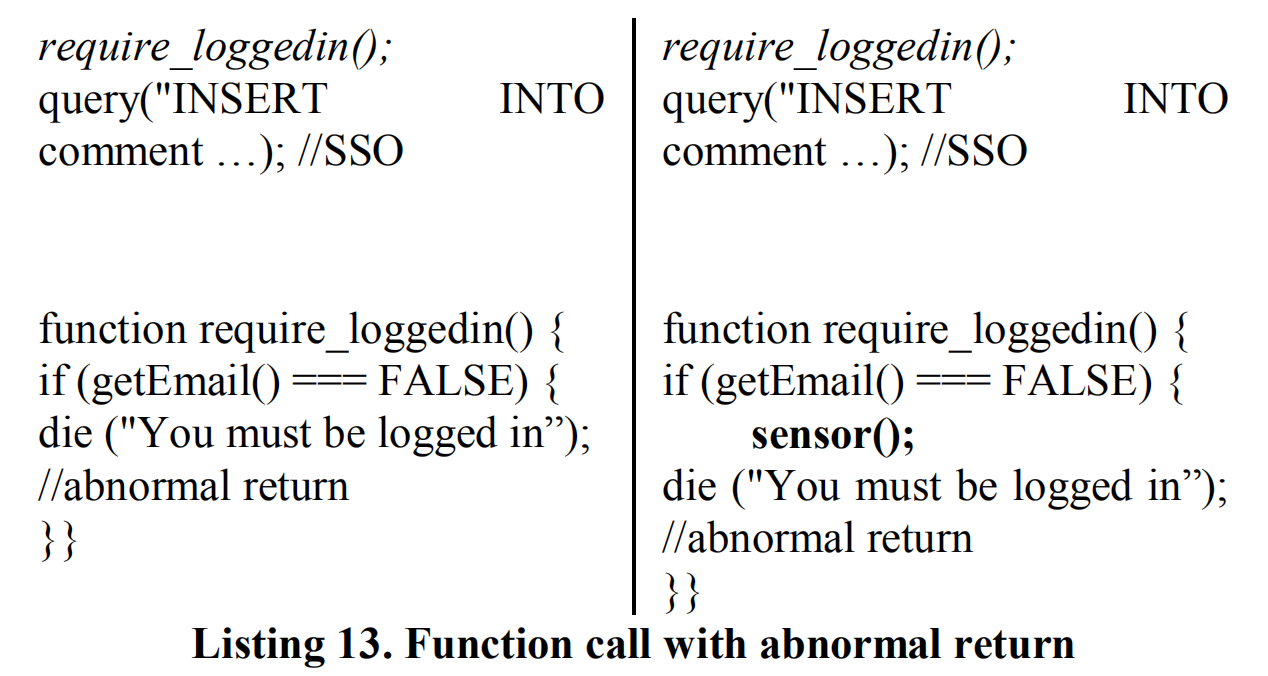 require_loggedin();
query("INSERT INTO
comment …); //SSO
function require_loggedin() {
if (getEmail() === FALSE) {
die ("You must be logged in”);
//abnormal return
}}
require_loggedin();
query("INSERT INTO
comment …); //SSO
function require_loggedin() {
if (getEmail() === FALSE) {
sensor();
die ("You must be logged in”);
//abnormal return
}}
Listing 13. Function call with abnormal return